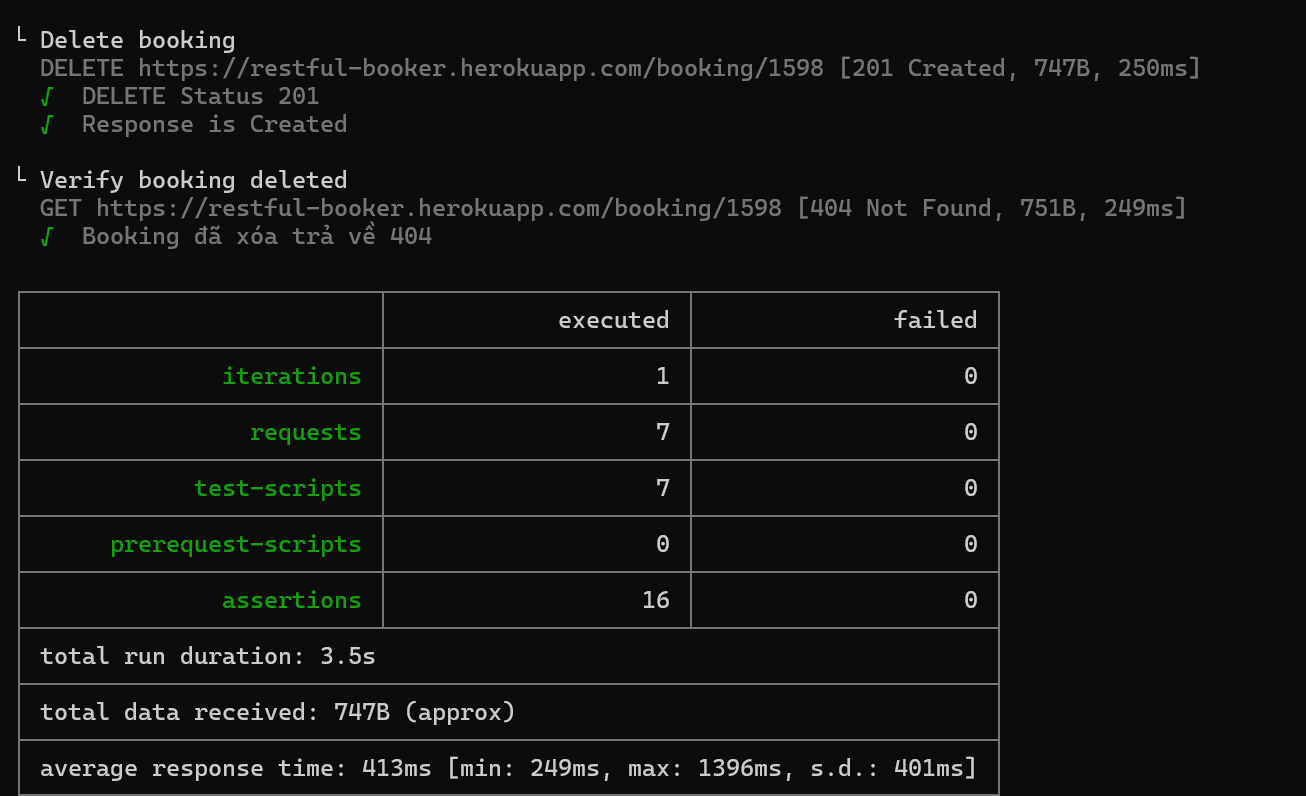 └ Delete booking
DELETE https://restful-booker.herokuapp.com/booking/1598 [201 Created, 747B, 250ms]
√ DELETE Status 201
√ Response is Created
└ Verify booking deleted
GET https://restful-booker.herokuapp.com/booking/1598 [404 Not Found, 751B, 249ms]
√ Booking đã xóa trả về 404
executed failed
iterations 1 0
requests 7 0
test-scripts 7 0
prerequest-scripts 0 0
assertions 16 0
total run duration: 3.5s
total data received: 747B (approx)
average response time: 413ms [min: 249ms, max: 1396ms, s.d.: 401ms]